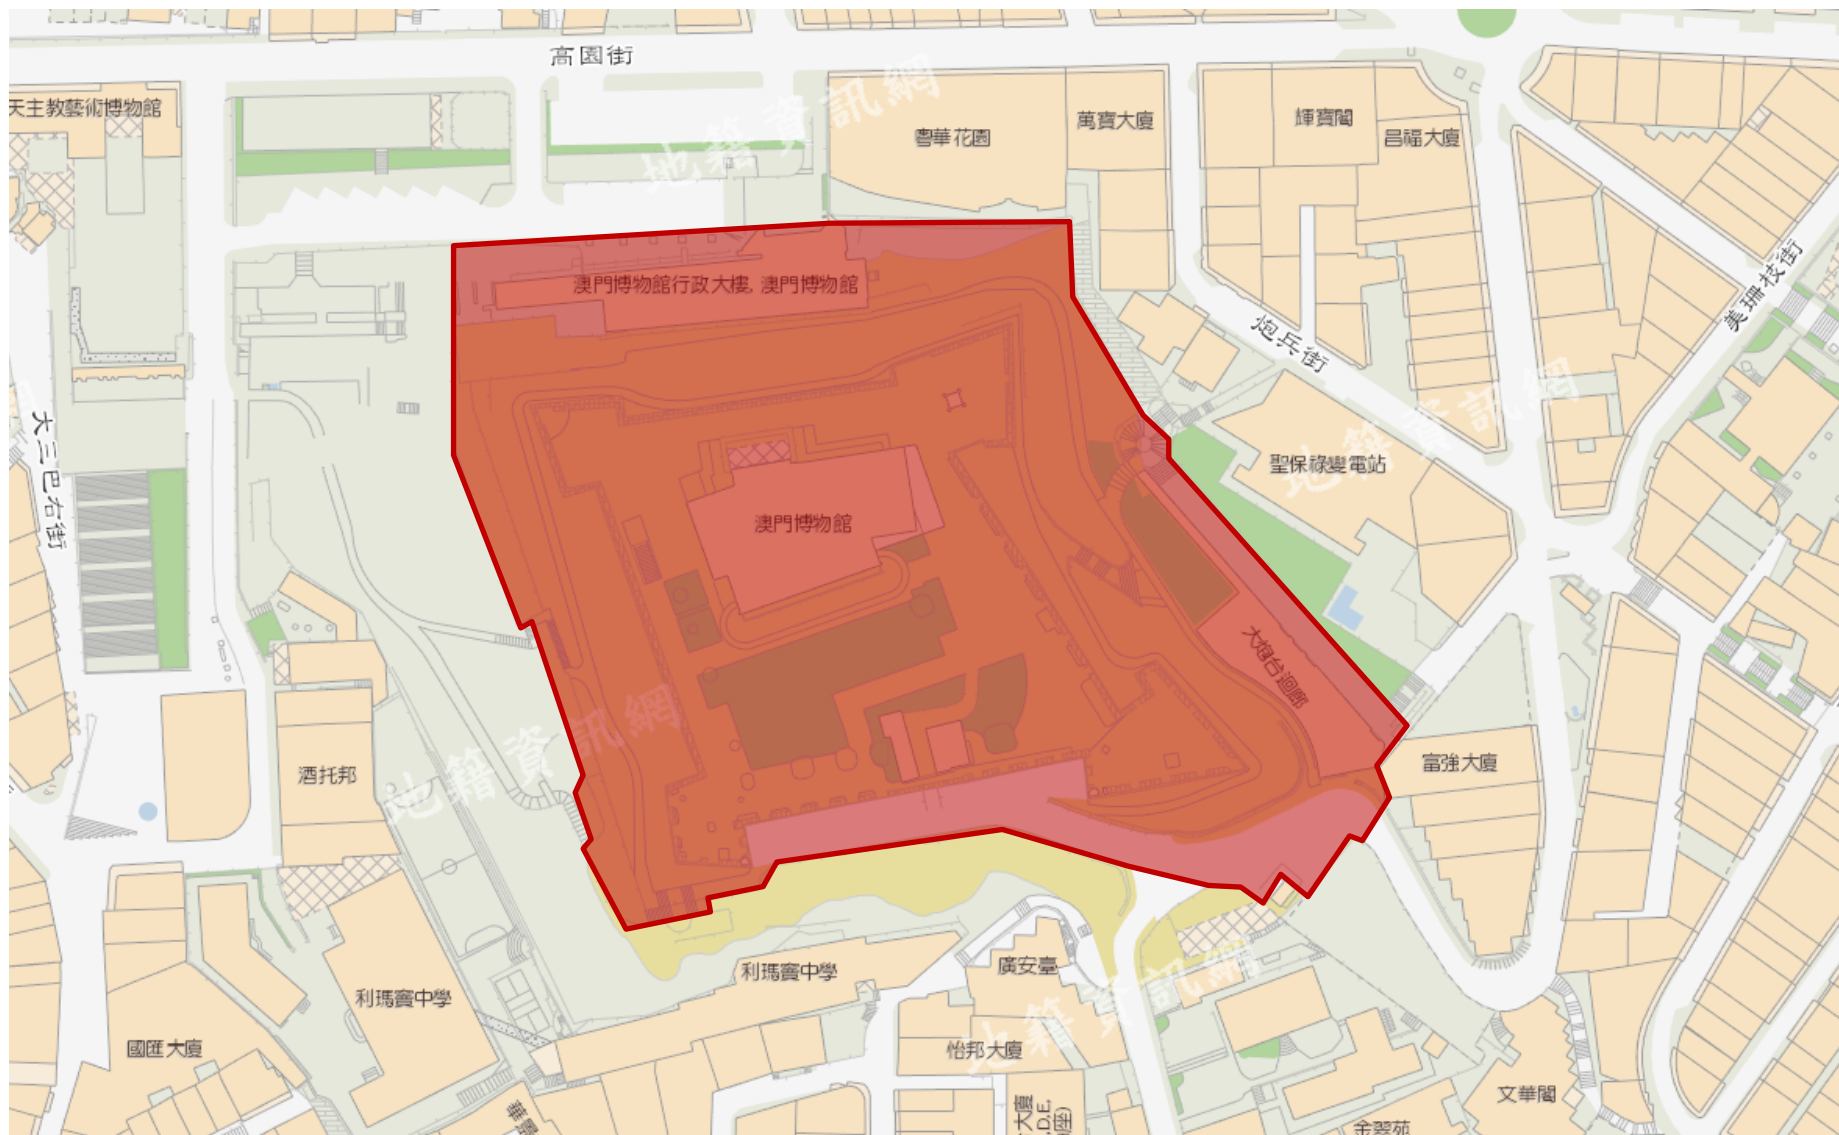 高園街
地籍資訊網
天主教藝術博物館
萬寶大廈
輝寶閣
粵華花園
昌福大廈
澳門博物館行政大樓, 澳門博物館
美珊枝街
炮兵街
地籍資訊網
大三巴右街
聖保祿變電站
澳門博物館
大炮台迴廊
地籍資訊網
酒托邦
富強大廈
利瑪竇中學
廣安臺
地籍資訊網
利瑪竇中學
國匯大廈
怡邦大廈
文華閣
金翠苑
大廈
.D.E,
座)